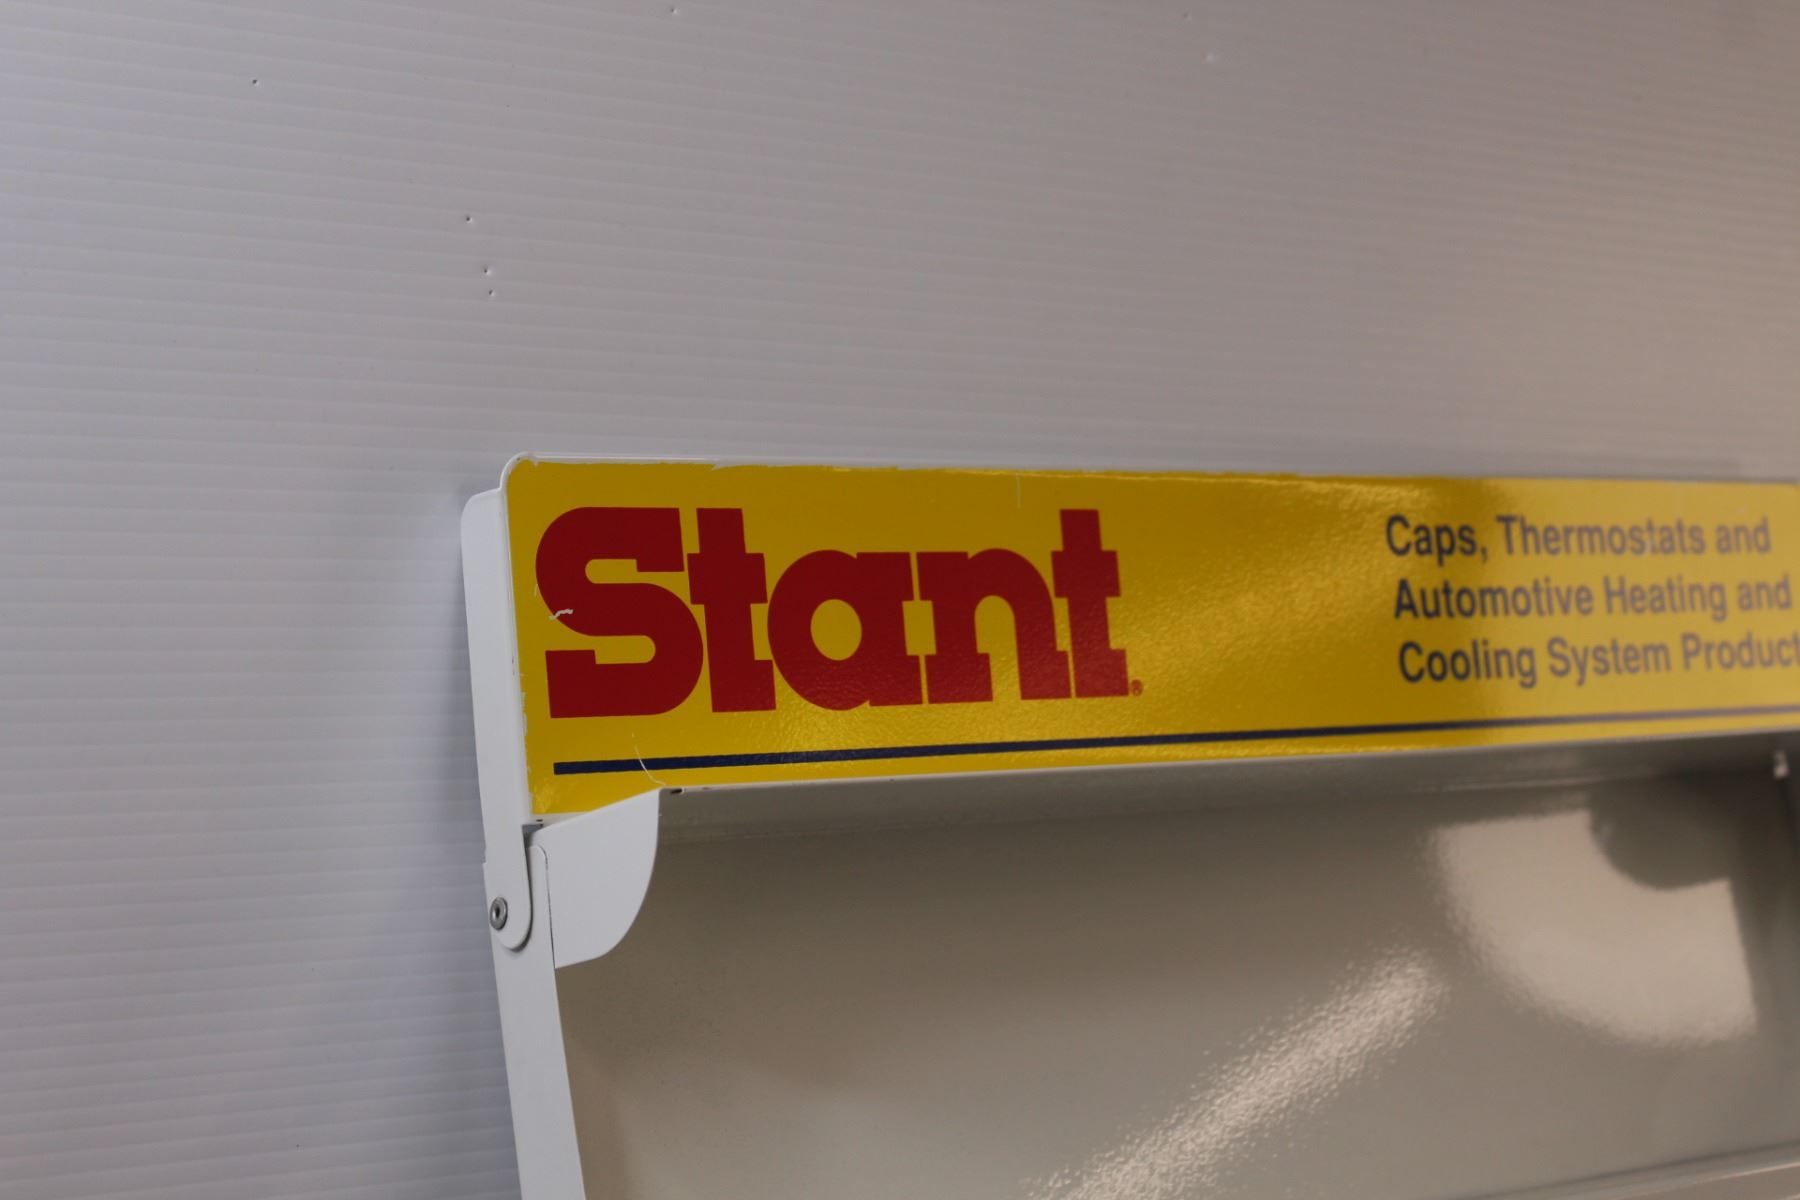 Stant®
Caps, Thermostats and
Automotive Heating and
Cooling System Product